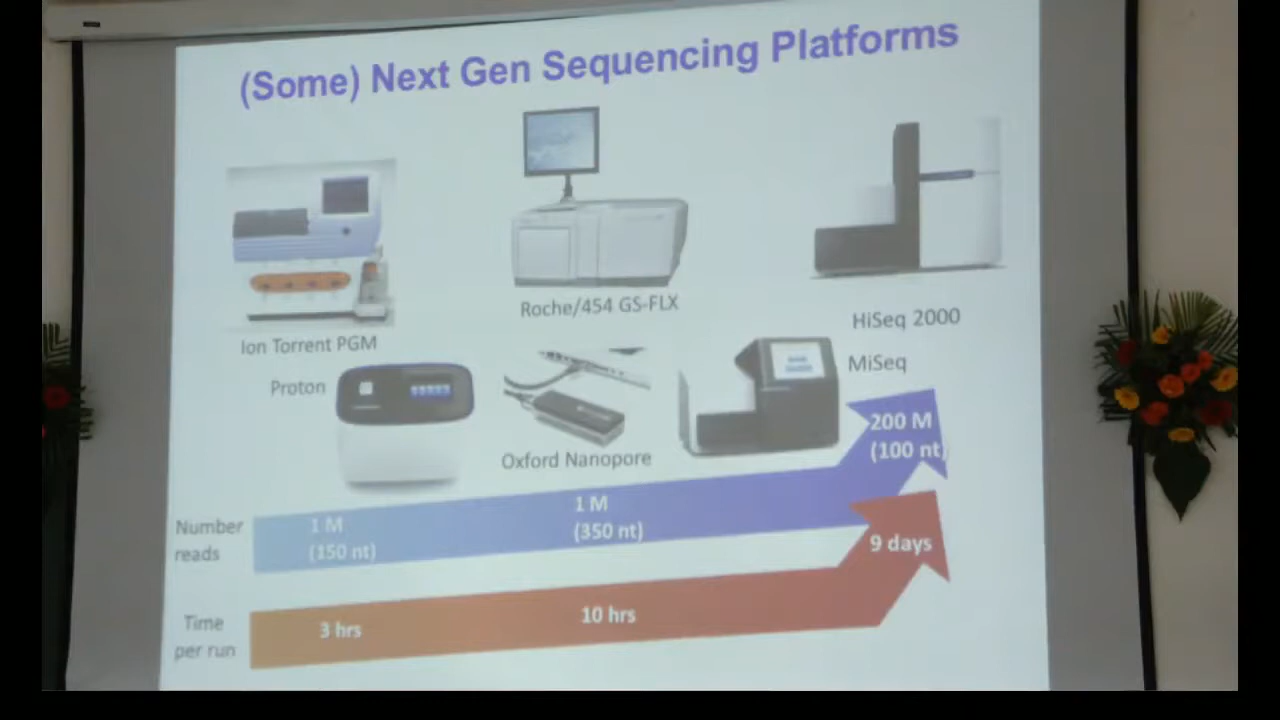 (Some) Next Gen Sequencing Platforms
Ion Torrent PGM
Roche/454 GS-FLX
HiSeq 2000
Proton
Oxford Nanopore
MiSeq
Number
reads
1 M
(150 nt)
1 M
(350 nt)
200 M
(100 nt)
Time
per run
3 hrs
10 hrs
9 days